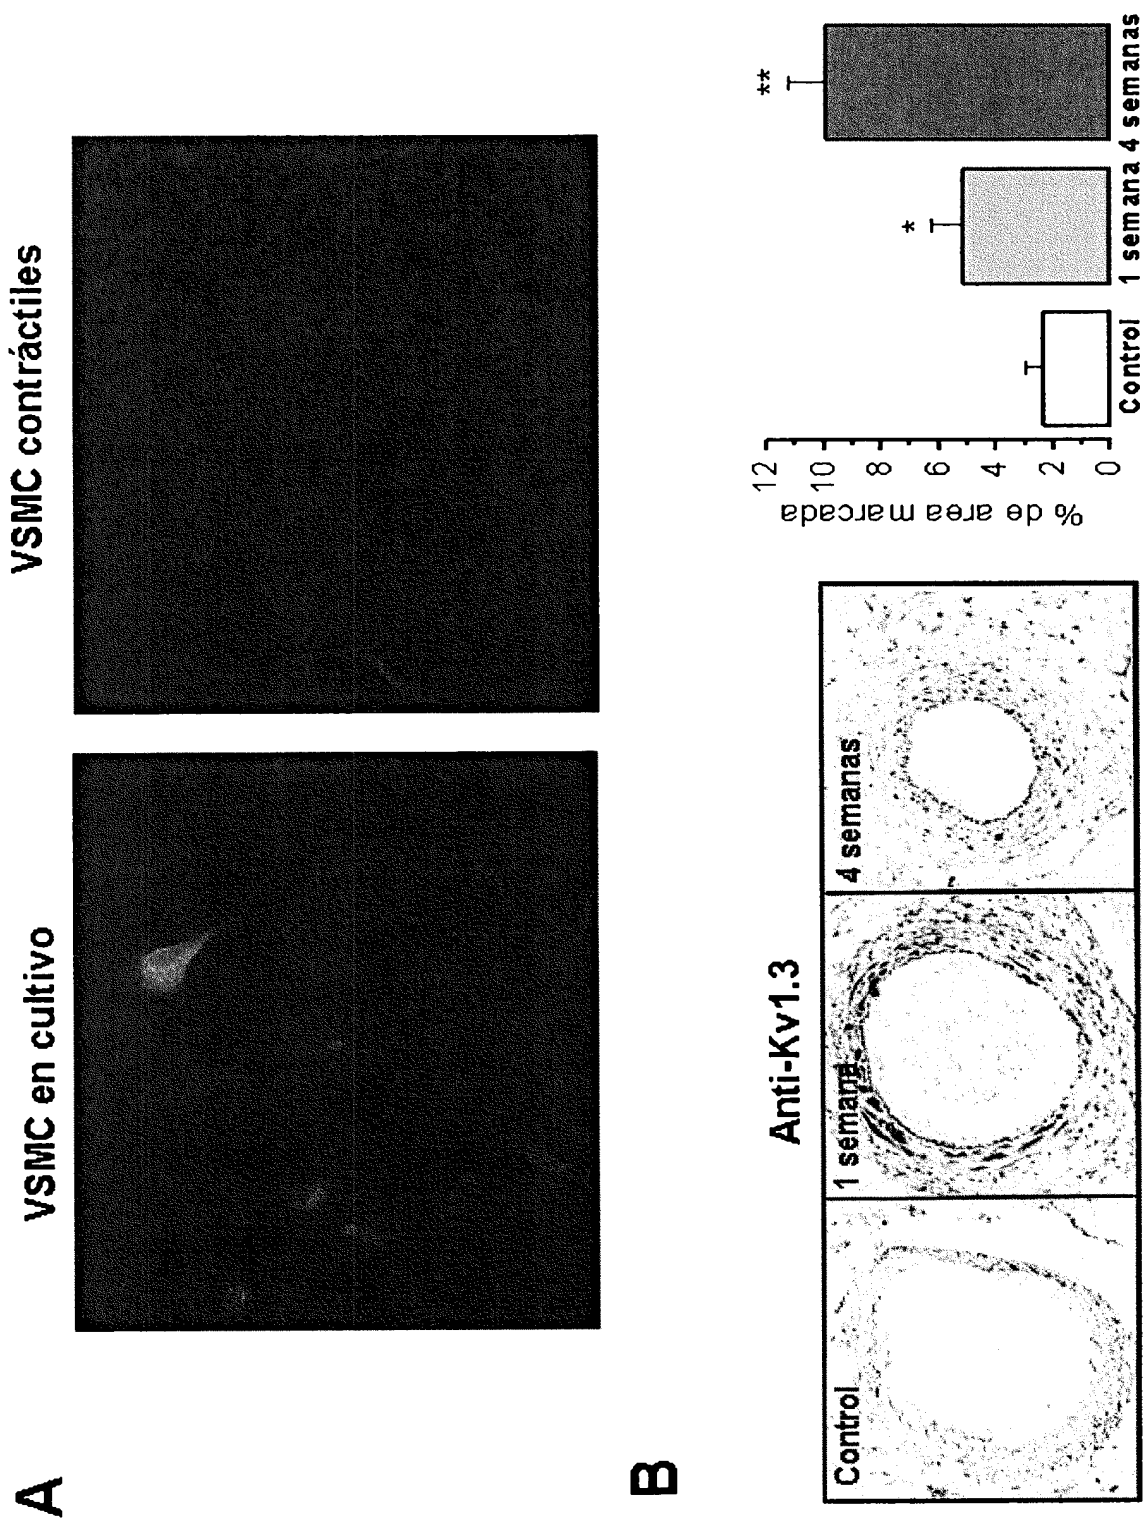 A
VSMC en cultivo
VSMC contráctiles
B
Anti-Kv1.3
Control
1 semana
4 semanas
% de area marcada
12
10
8
6
4
2
0
*
**
Control
1 semana
4 semanas